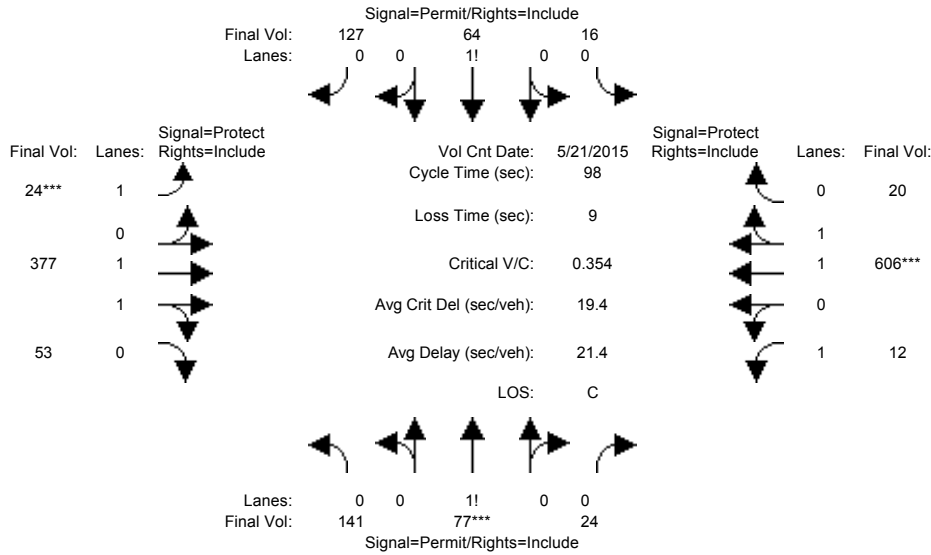 Signal=Permit/Rights=Include
Final Vol: 127 64 16
Lanes: 0 0 1! 0 0
Signal=Protect Signal=Protect
Final Vol: Lanes: Rights=Include Vol Cnt Date: 5/21/2015 Rights=Include Lanes: Final Vol:
Cycle Time (sec): 98
24*** 1 0 20
Loss Time (sec): 9
0 1
377 1 Critical V/C: 0.354 1 606***
1 Avg Crit Del (sec/veh): 19.4 0
53 0 Avg Delay (sec/veh): 21.4 1 12
LOS: C
Lanes: 0 0 1! 0 0
Final Vol: 141 77*** 24
Signal=Permit/Rights=Include